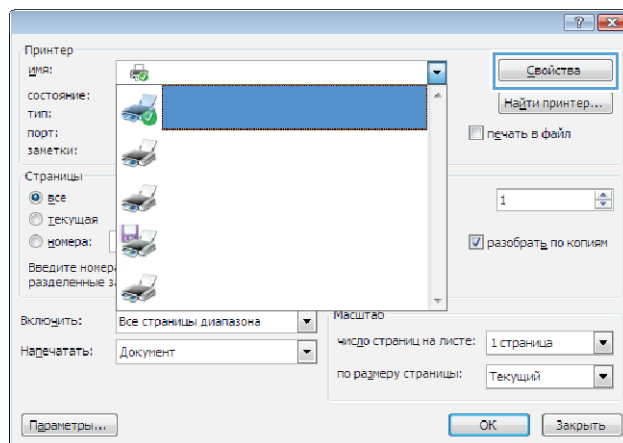 Принтер
имя:
Свойства
состояние:
Найти принтер...
тип:
порт:
печать в файл
заметки:
Страницы
все
1
текущая
номера:
разобрать по копиям
Введите
разделенные
Включить: Все страницы диапазона
Масштаб
число страниц на листе: 1 страница
Напечатать: Документ
по размеру страницы: Текущий
Параметры...
ОК
Закрыть